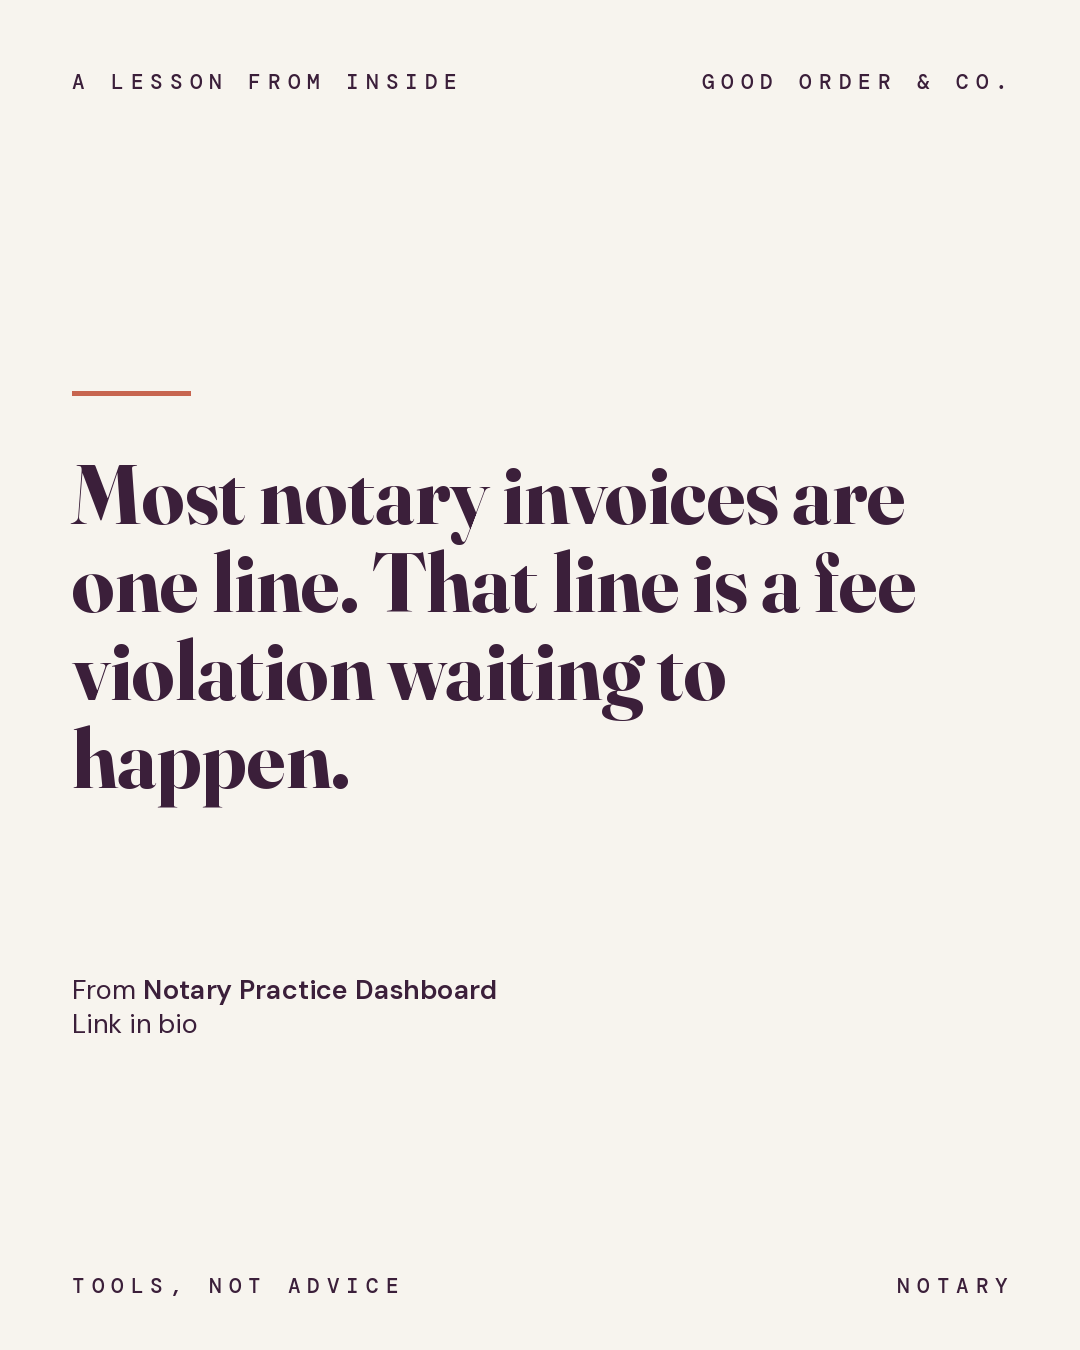 A LESSON FROM INSIDE
GOOD ORDER & CO.
Most notary invoices are
one line. That line is a fee
violation waiting to
happen.
From Notary Practice Dashboard
Link in bio
TOOLS, NOT ADVICE
NOTARY